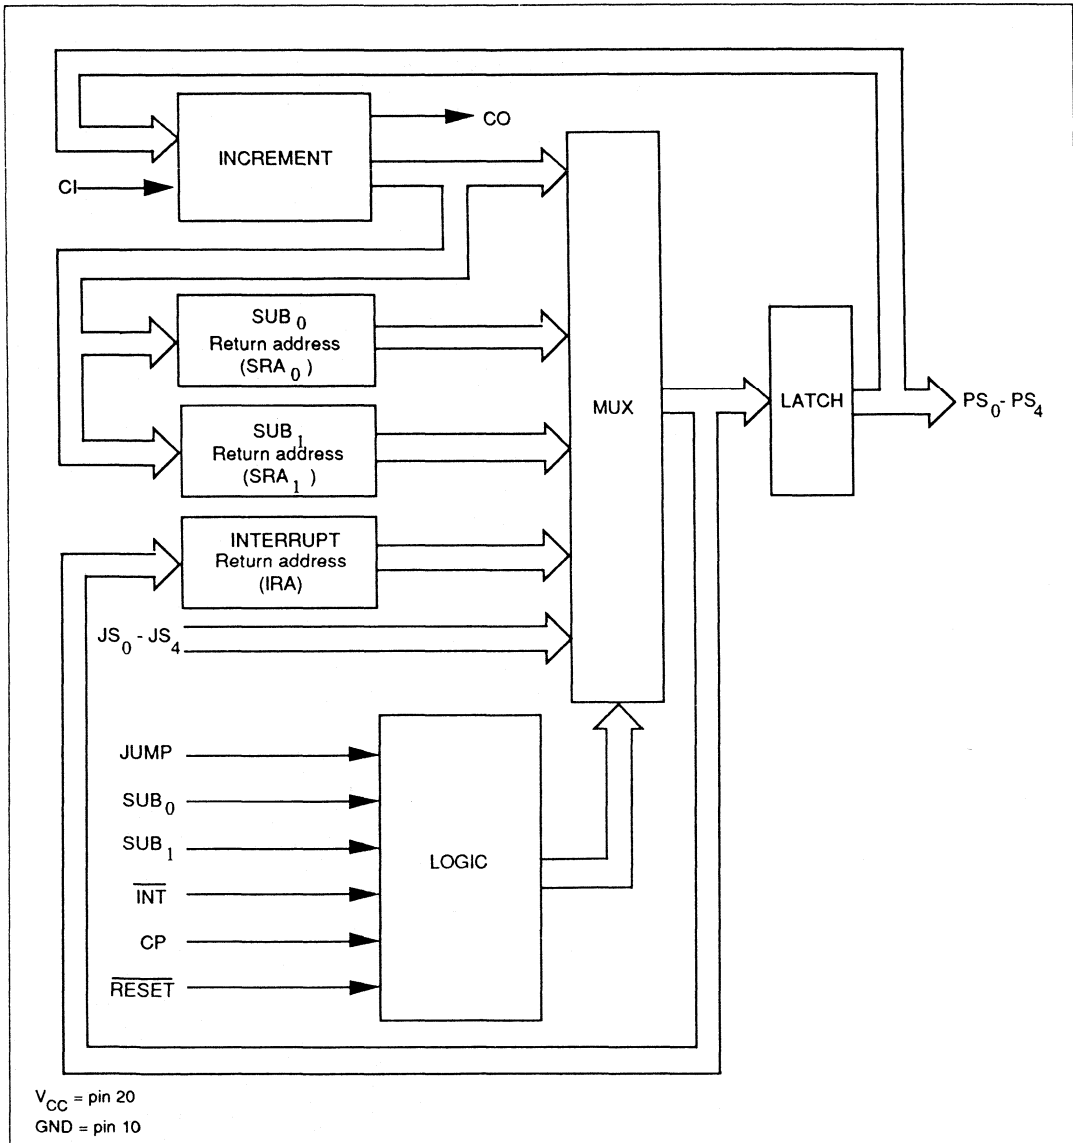 CO
INCREMENT
CI
SUB0
Return address
(SRA0)
SUB1
Return address
(SRA1)
MUX
LATCH
PS0- PS4
INTERRUPT
Return address
(IRA)
JS0 - JS4
JUMP
SUB0
SUB1
LOGIC
INT
CP
RESET
VCC = pin 20
GND = pin 10